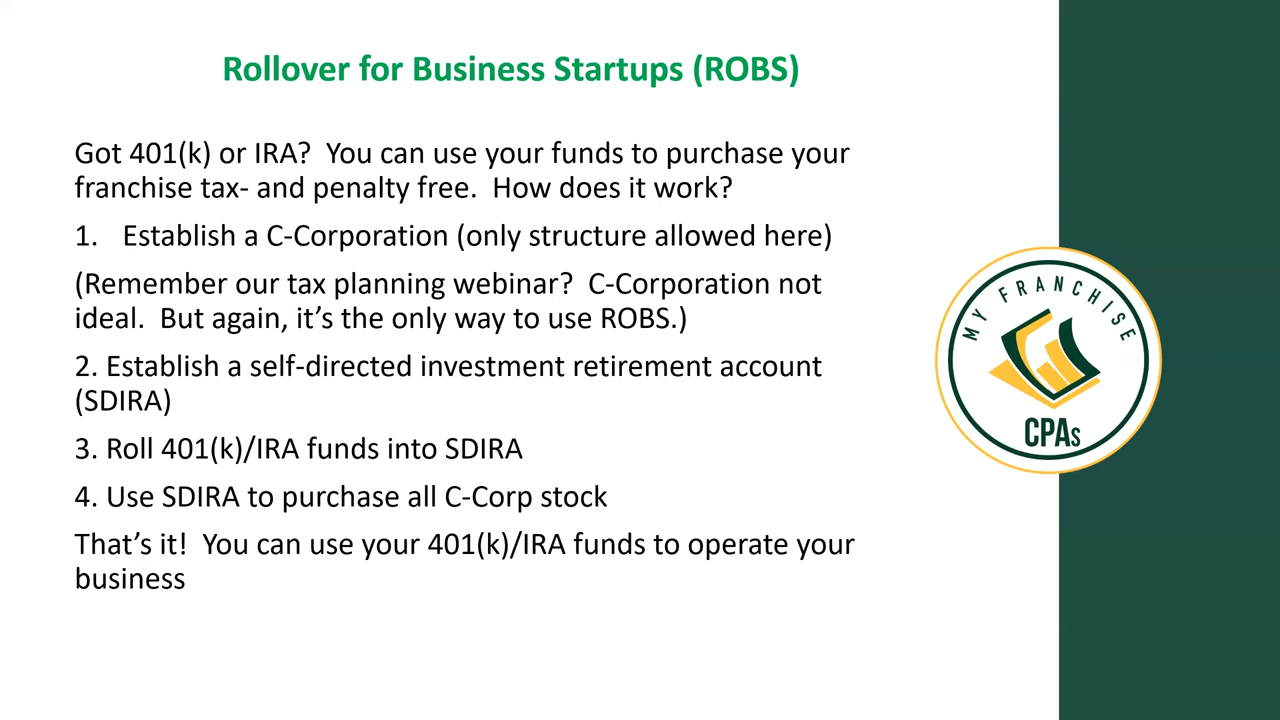 Rollover for Business Startups (ROBS)
Got 401(k) or IRA?  You can use your funds to purchase your
franchise tax- and penalty free.  How does it work?
1.   Establish a C-Corporation (only structure allowed here)
(Remember our tax planning webinar?  C-Corporation not
ideal.  But again, it’s the only way to use ROBS.)
2. Establish a self-directed investment retirement account
(SDIRA)
3. Roll 401(k)/IRA funds into SDIRA
4. Use SDIRA to purchase all C-Corp stock
That’s it!  You can use your 401(k)/IRA funds to operate your
business
MY FRANCHISE
CPAs